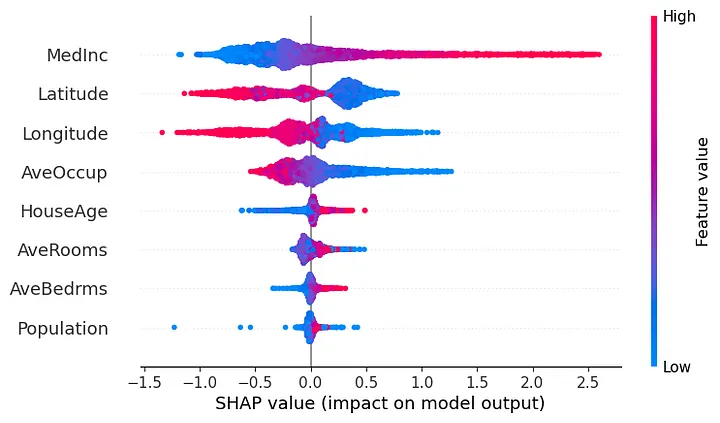 High
MedInc
Latitude
Longitude
AveOccup
HouseAge
AveRooms
AveBedrms
Population
Feature value
Low
−1.5 −1.0 −0.5 0.0 0.5 1.0 1.5 2.0 2.5
SHAP value (impact on model output)